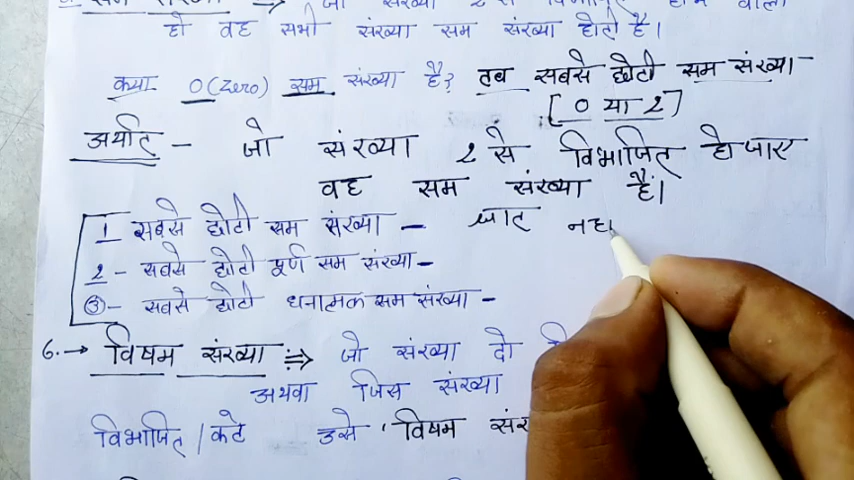 जो संख्या 2 से विभाजित होने वाला
हो वह सभी संख्या सम संख्या होती है।
क्या 0 (Zero) सम संख्या है? तब सबसे छोटी सम संख्या
[0 या 2]
अर्थात - जो संख्या 2 से विभाजित हो जाए
वह सम संख्या हैं।
1 सबसे छोटी सम संख्या - ज्ञात नही
2 - सबसे छोटी पूर्ण सम संख्या -
③ - सबसे छोटी धनात्मक सम संख्या -
6. → विषम संख्या ⇒ जो संख्या दो
अथवा जिस संख्या
विभाजित / कटे उसे 'विषम